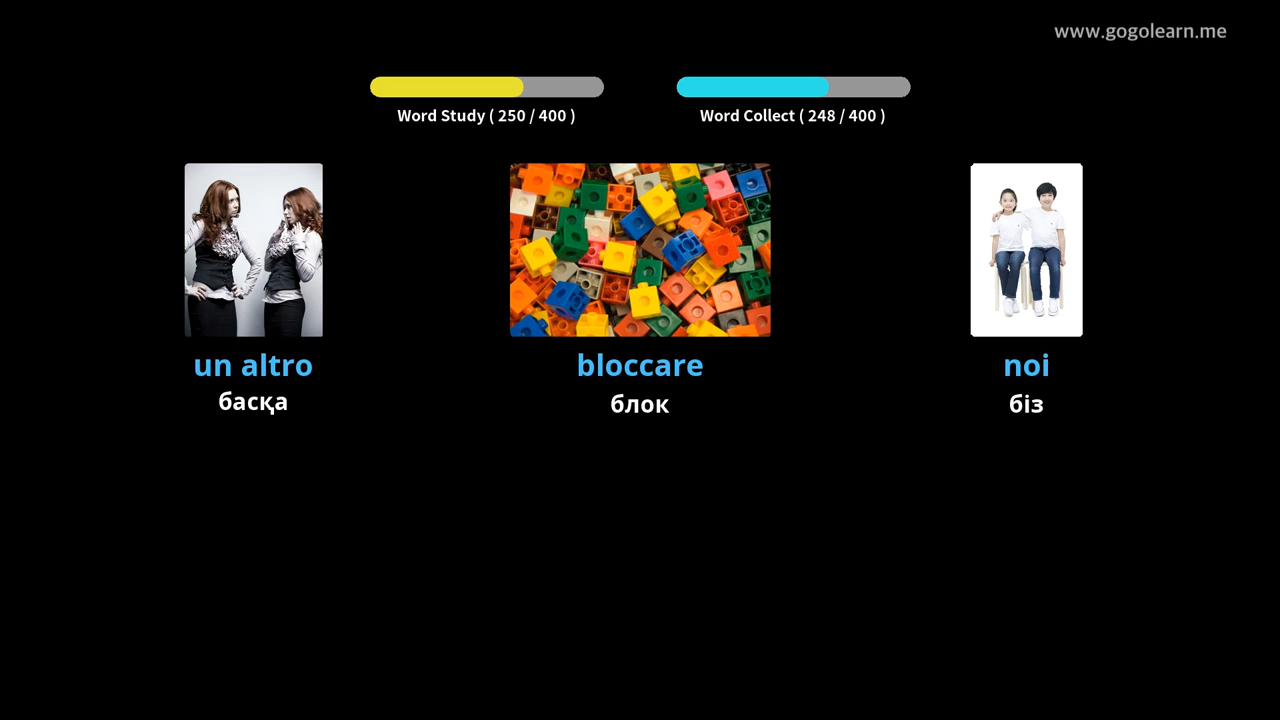 www.gogolearn.me
Word Study ( 250 / 400 )
Word Collect ( 248 / 400 )
un altro
bloccare
noi
басқа
блок
біз